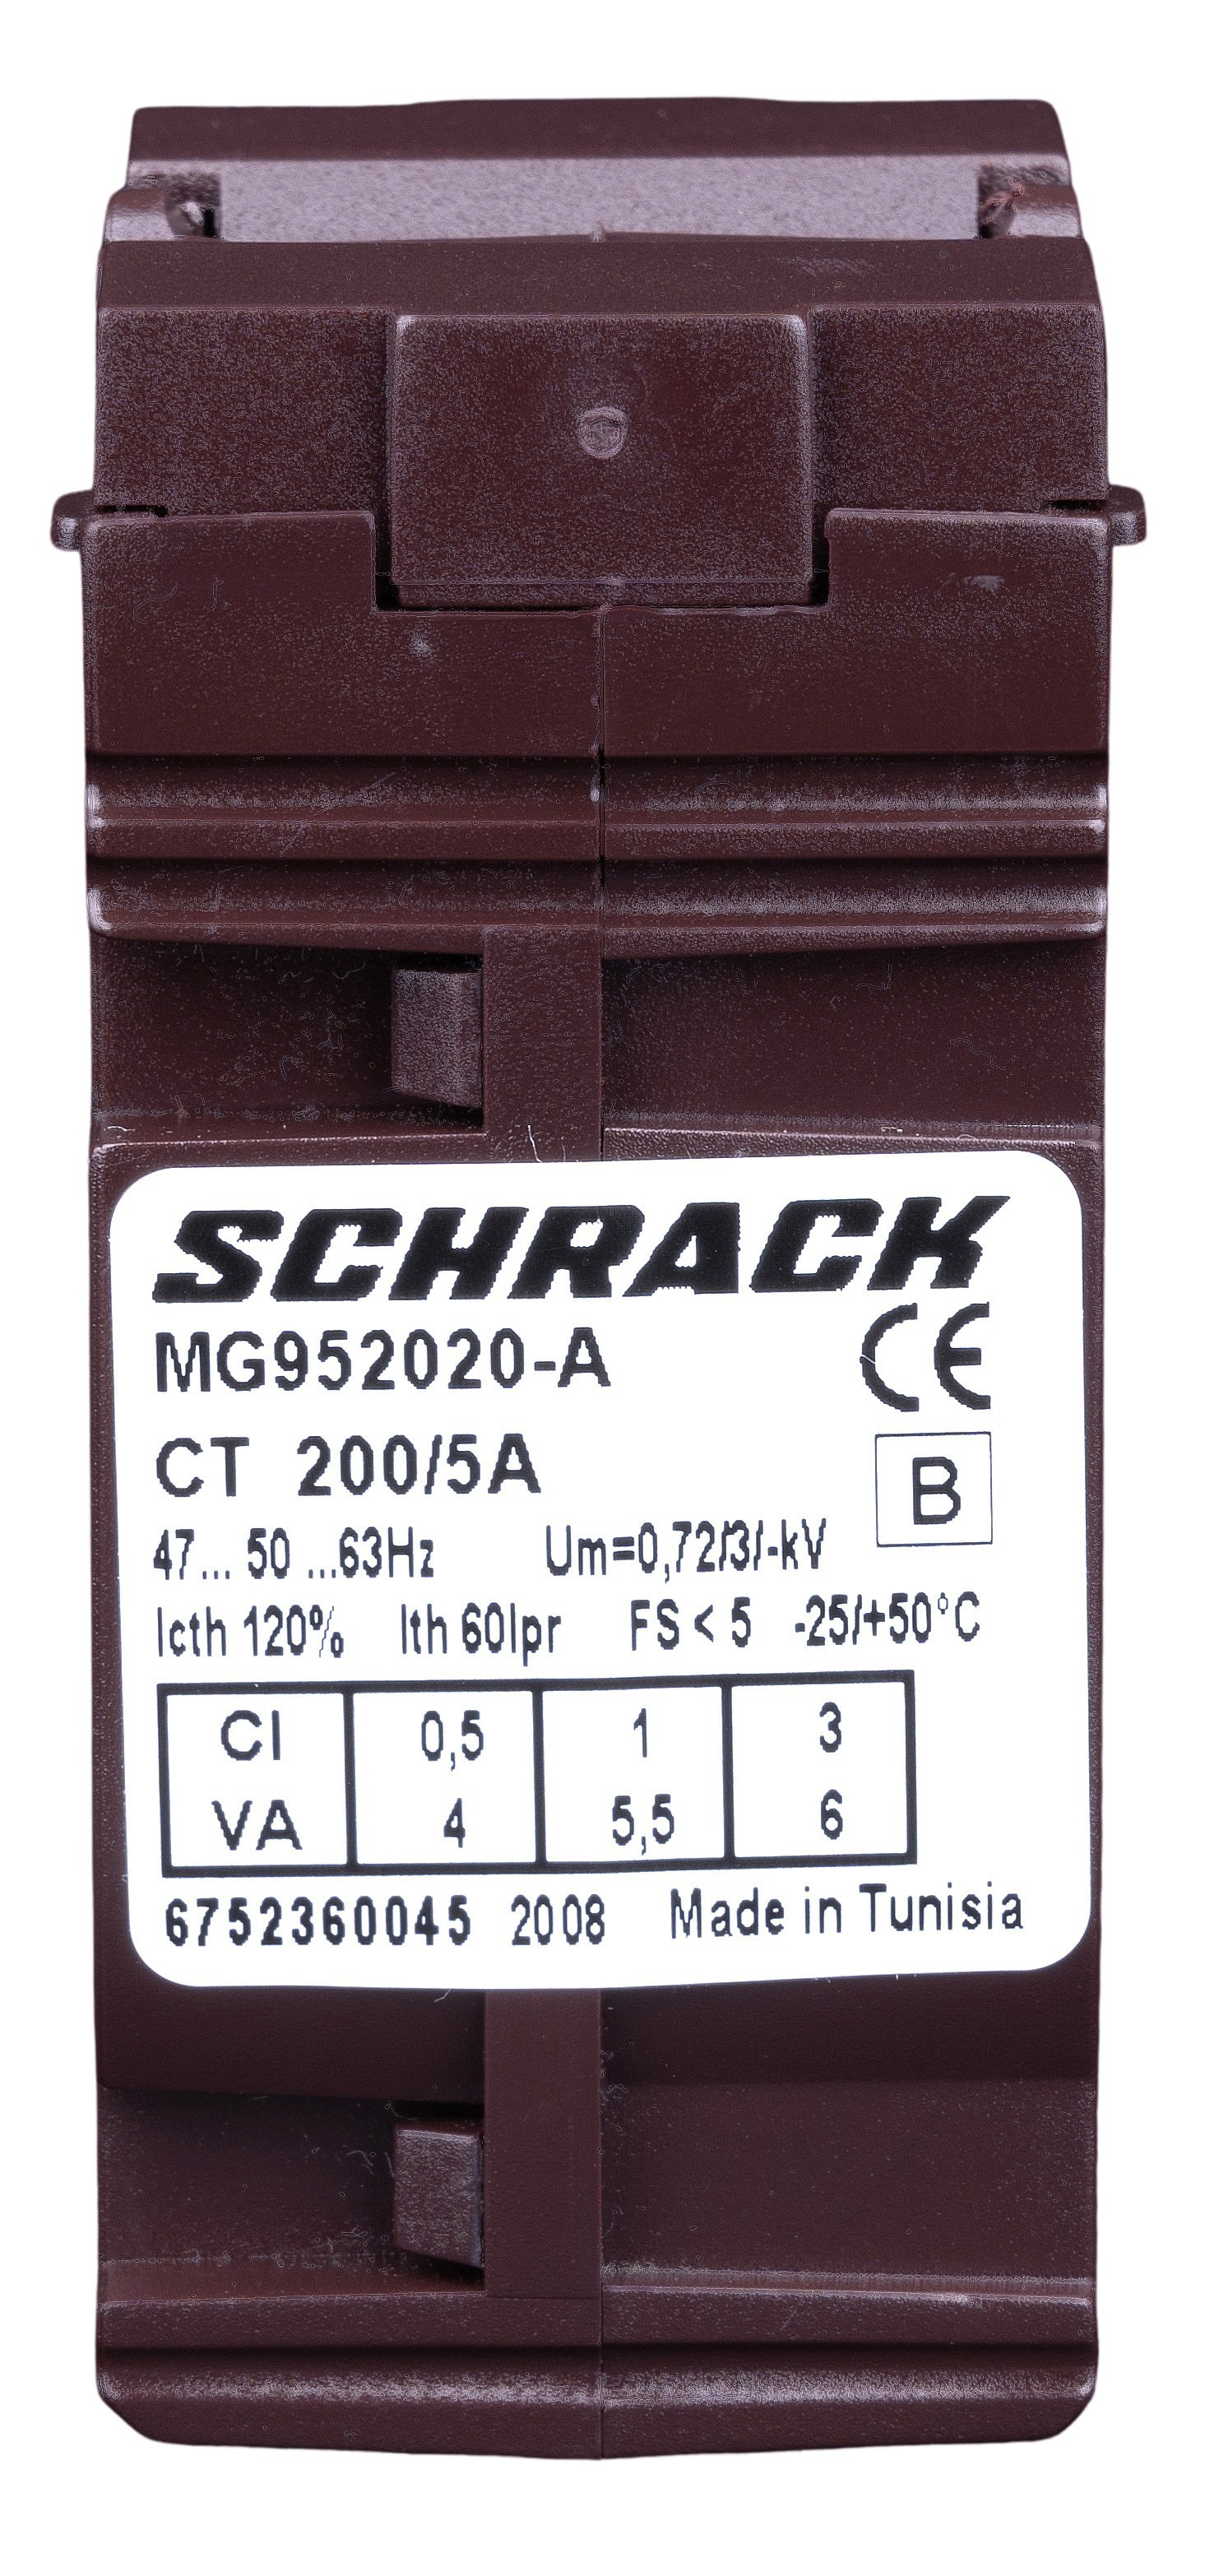 SCHRACK
MG952020-A CE
CT 200/5A B
47... 50 ...63Hz Um=0,72/3/-kV
Icth 120% Ith 60Ipr FS < 5 -25/+50°C
Cl 0,5 1 3
VA 4 5,5 6
6752360045 2008 Made in Tunisia